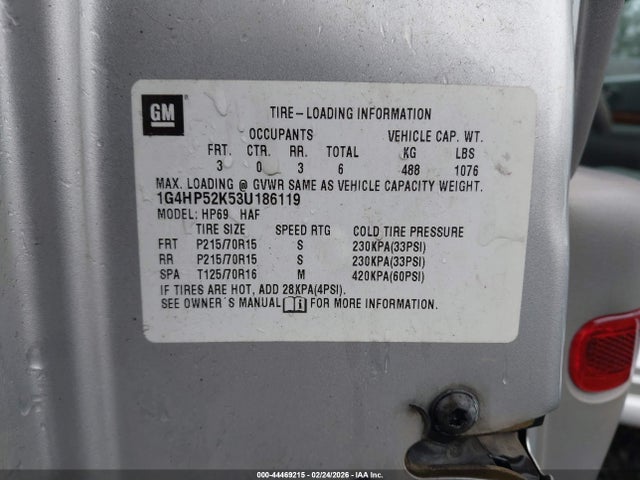 GM
TIRE-LOADING INFORMATION
OCCUPANTS VEHICLE CAP. WT.
FRT. CTR. RR. TOTAL KG LBS
3 0 3 6 488 1076
MAX. LOADING @ GVWR SAME AS VEHICLE CAPACITY WEIGHT.
1G4HP52K53U186119
MODEL: HP69 HAF
TIRE SIZE SPEED RTG COLD TIRE PRESSURE
FRT P215/70R15 S 230KPA(33PSI)
RR P215/70R15 S 230KPA(33PSI)
SPA T125/70R16 M 420KPA(60PSI)
IF TIRES ARE HOT, ADD 28KPA(4PSI).
SEE OWNER´S MANUAL FOR MORE INFORMATION.
000-44469215 - 02/24/2026 - IAA Inc.